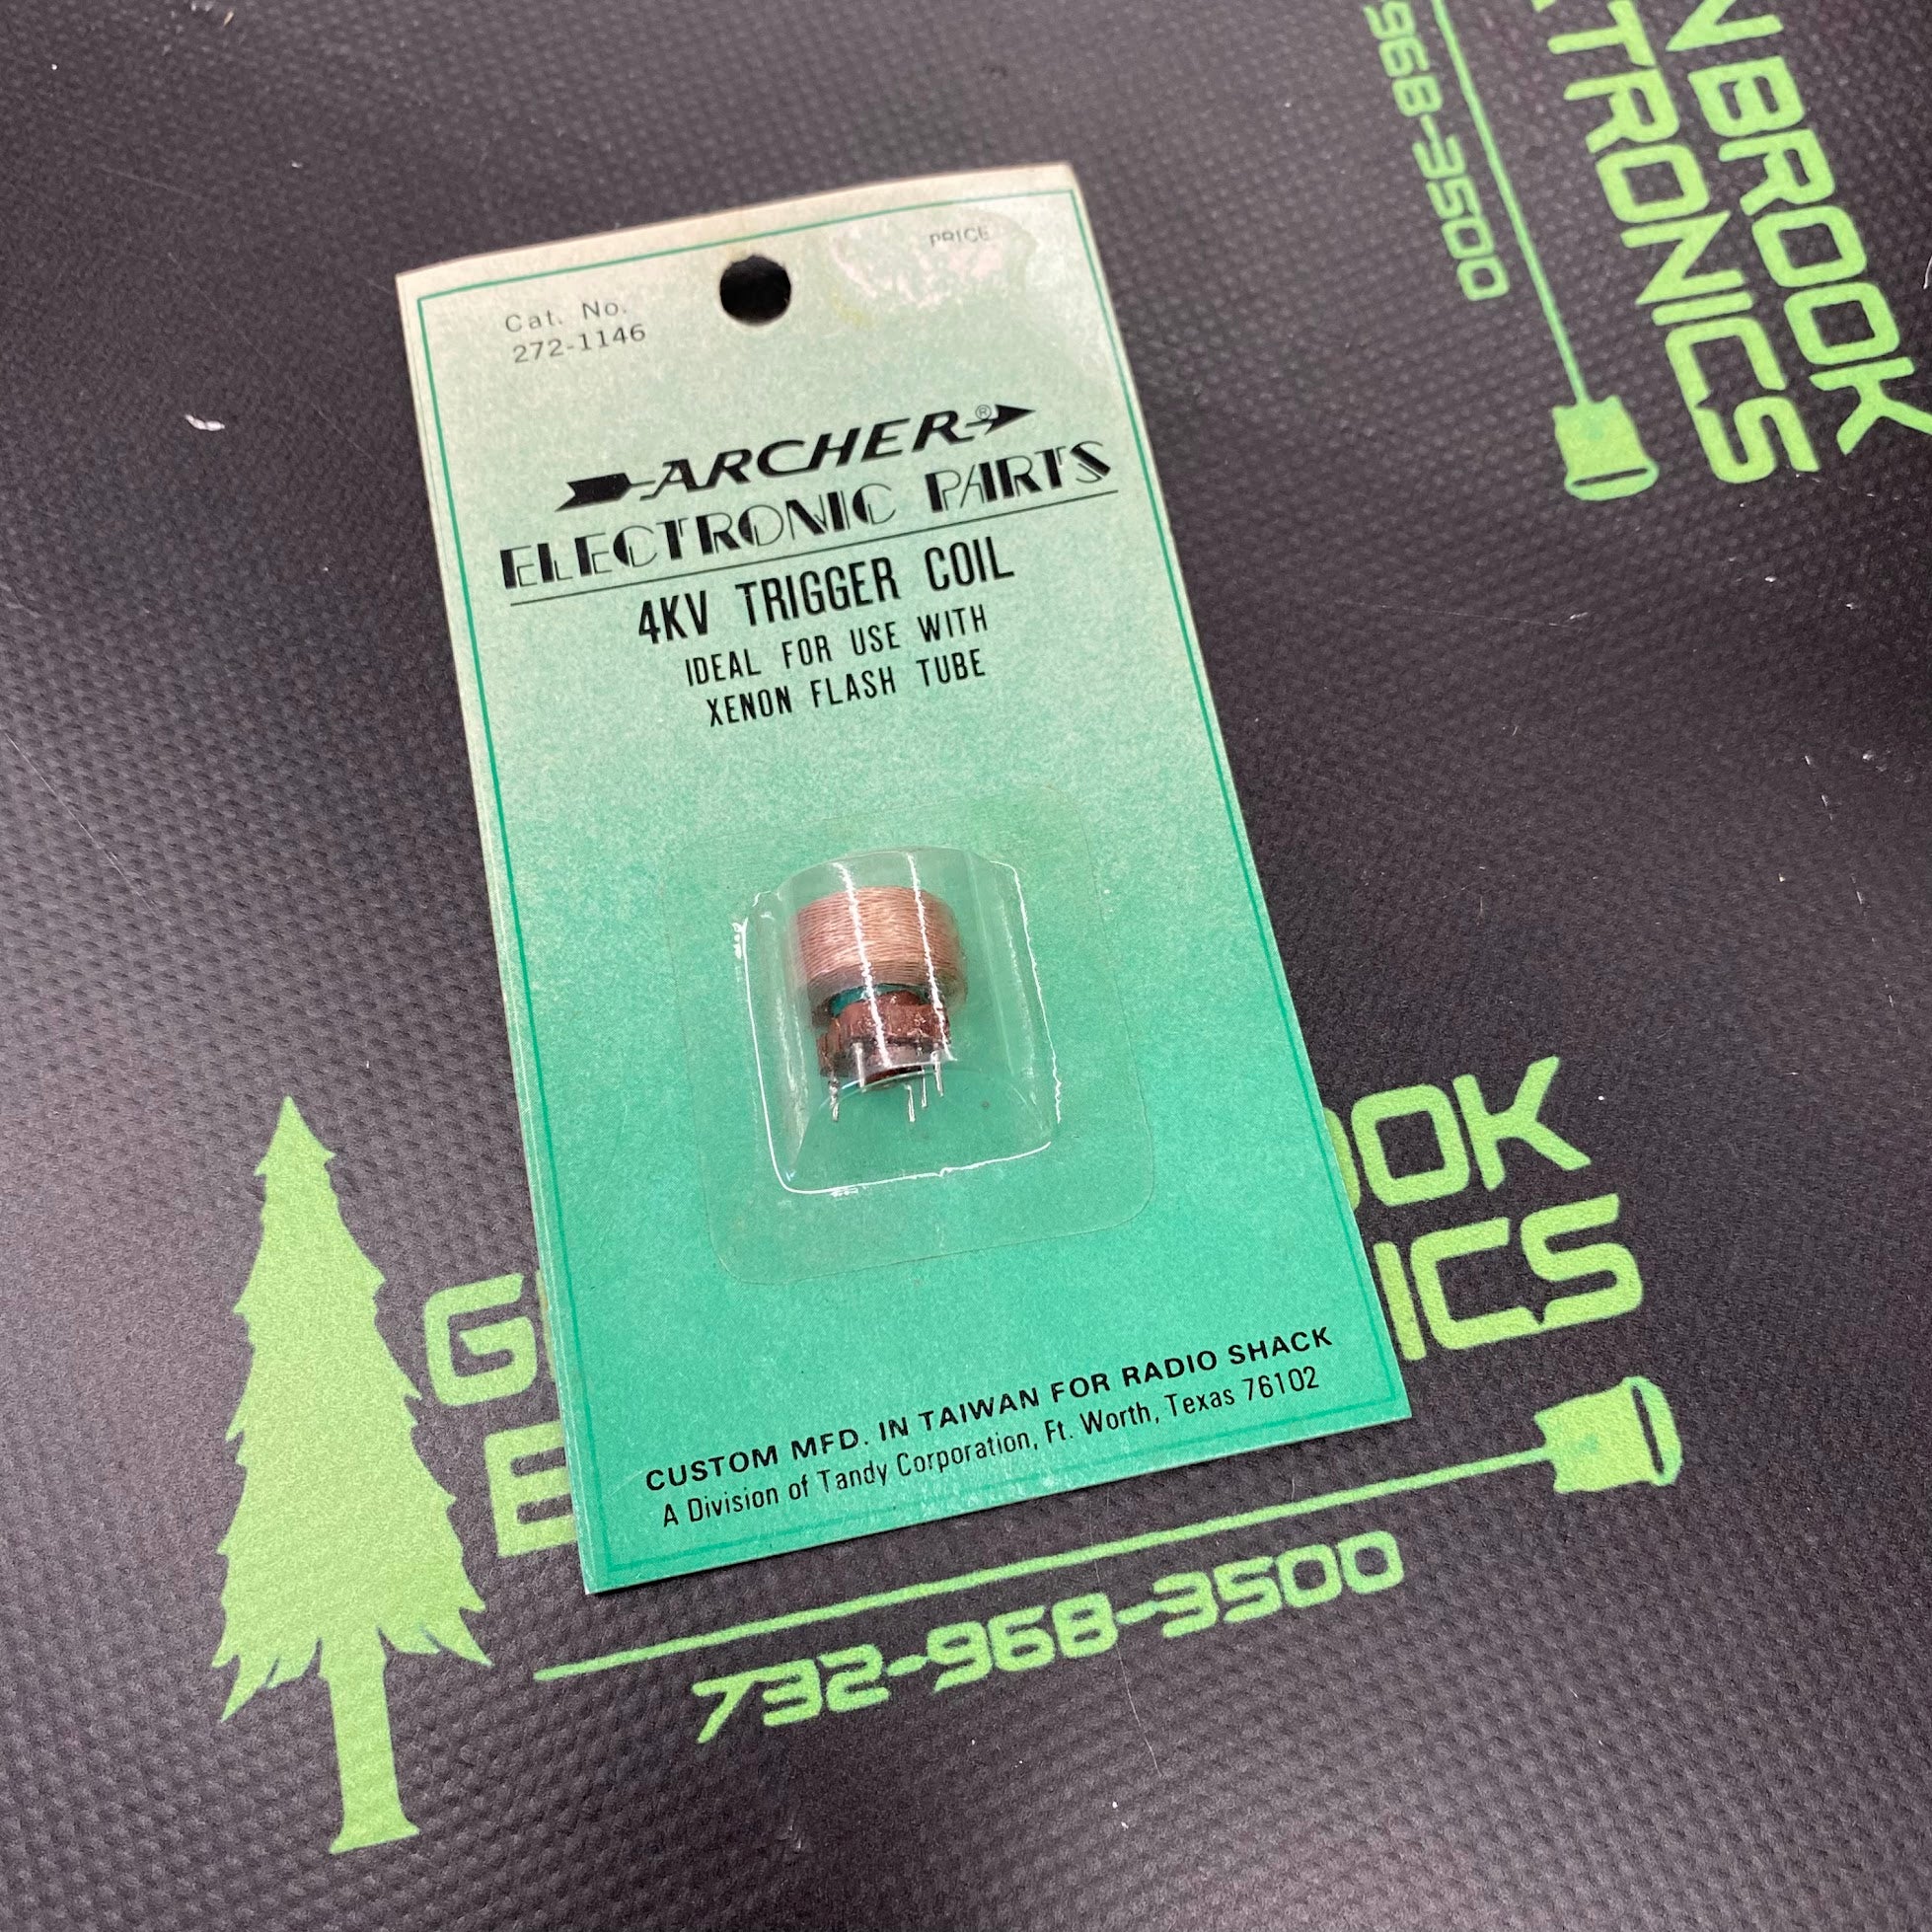 Cat. No.
272-1146
PRICE
ARCHER®
ELECTRONIC PARTS
4KV TRIGGER COIL
IDEAL FOR USE WITH
XENON FLASH TUBE
CUSTOM MFD. IN TAIWAN FOR RADIO SHACK
A Division of Tandy Corporation, Ft. Worth, Texas 76102
NBROOK
TRONICS
968-3500
G
OOK
E
ICS
732-968-3500